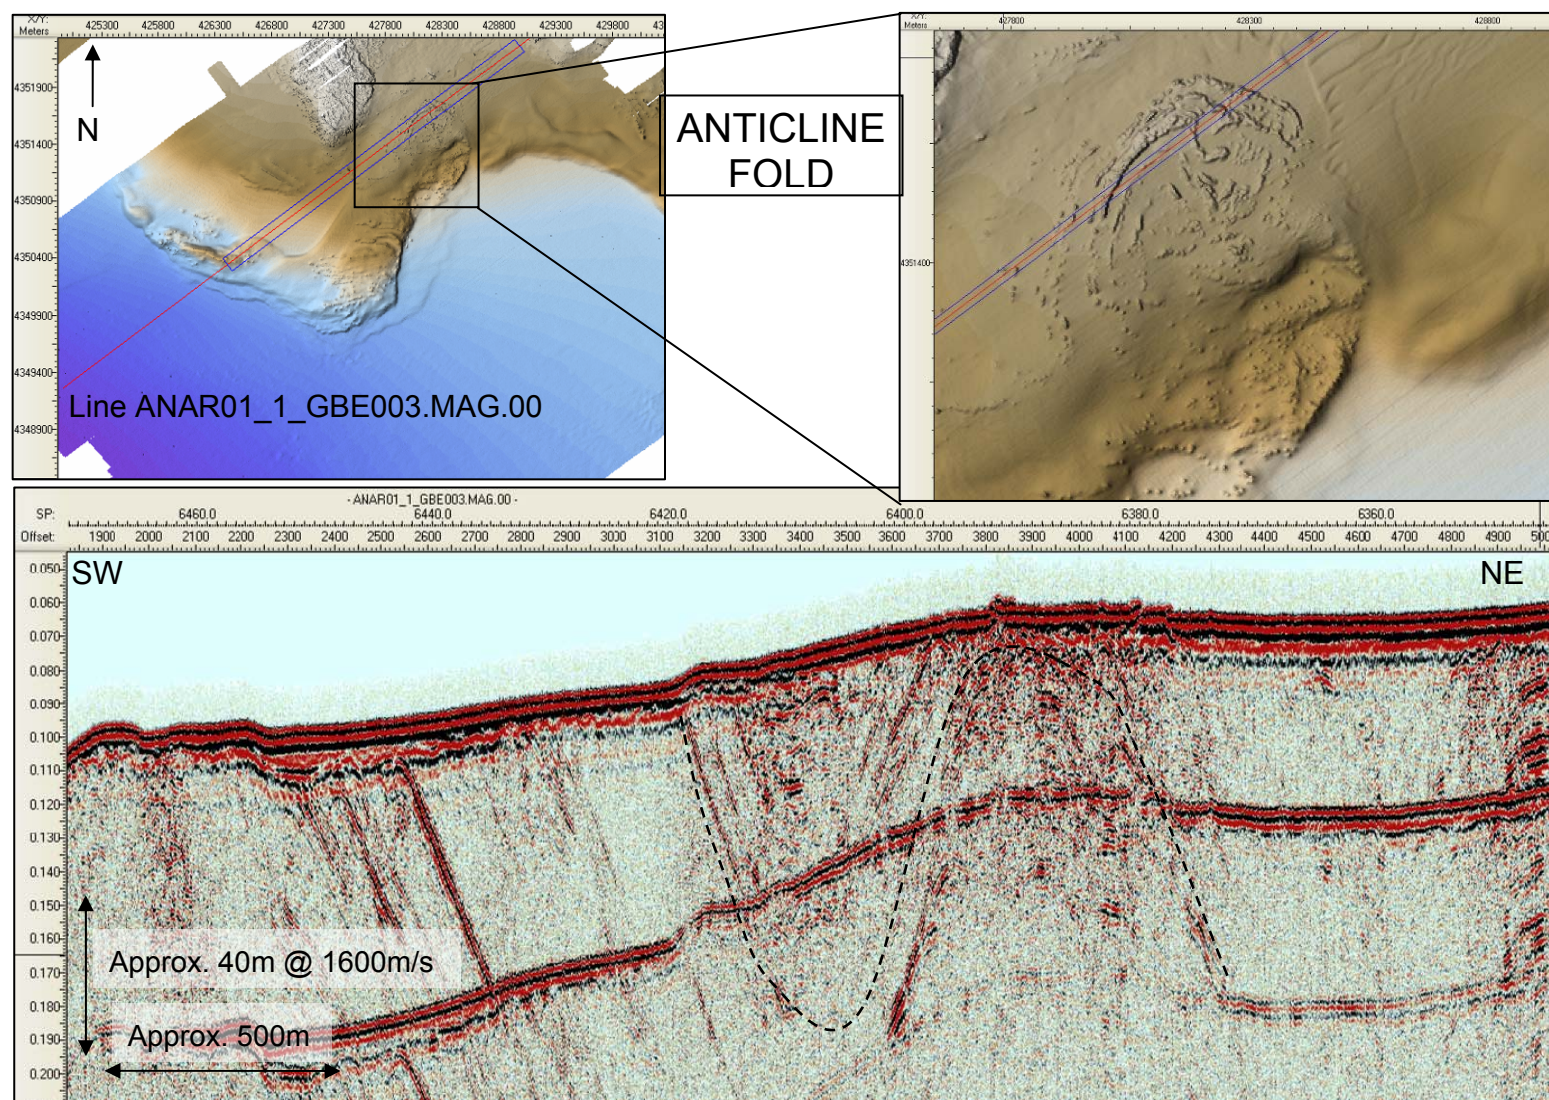 X/Y:
Meters
425300 425800 426300 426800 427300 427800 428300 428800 429300 429800 43
4351900
4351400
4350900
4350400
4349900
4349400
4348900
N
Line ANAR01_1_GBE003.MAG.00
ANTICLINE
FOLD
X/Y:
Meters
427800 428300 428800
4351400
- ANAR01_1_GBE003.MAG.00 -
SP: 6460.0 6440.0 6420.0 6400.0 6380.0 6360.0
Offset: 1900 2000 2100 2200 2300 2400 2500 2600 2700 2800 2900 3000 3100 3200 3300 3400 3500 3600 3700 3800 3900 4000 4100 4200 4300 4400 4500 4600 4700 4800 4900 500
SW
NE
0.050
0.060
0.070
0.080
0.090
0.100
0.110
0.120
0.130
0.140
0.150
0.160
0.170
0.180
0.190
0.200
Approx. 40m @ 1600m/s
Approx. 500m